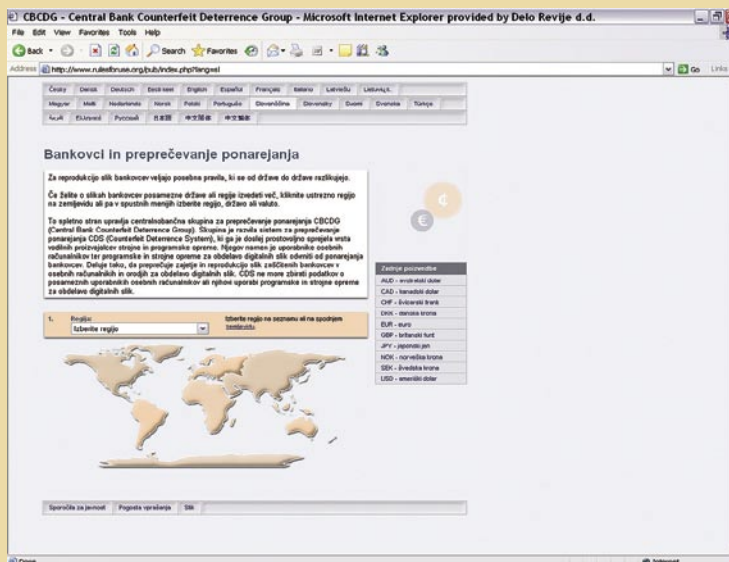 CBCDG - Central Bank Counterfeit Deterrence Group - Microsoft Internet Explorer provided by Delo Revije d.d.
File Edit View Favorites Tools Help
Back Search Favorites
Address http://www.rulesforuse.org/pub/index.php?lang=sl Go Links
Česky Dansk Deutsch Eesti keel English Español Français Italiano Latviešu Lietuvių k.
Magyar Malti Nederlands Norsk Polski Português Slovenščina Slovensky Suomi Svenska Türkçe
العربية Ελληνικά Русский 日本語 中文简体 中文繁體
Bankovci in preprečevanje ponarejanja
Za reprodukcijo slik bankovcev veljajo posebna pravila, ki se od države do države razlikujejo.
Če želite o slikah bankovcev posamezne države ali regije izvedeti več, kliknite ustrezno regijo
na zemljevidu ali pa v spustnih menijih izberite regijo, državo ali valuto.
To spletno stran upravlja centralnobančna skupina za preprečevanje ponarejanja CBCDG
(Central Bank Counterfeit Deterrence Group). Skupina je razvila sistem za preprečevanje
ponarejanja CDS (Counterfeit Deterrence System), ki ga je doslej prostovoljno sprejela vrsta
vodilnih proizvajalcev strojne in programske opreme. Njegov namen je uporabnike osebnih
računalnikov ter programske in strojne opreme za obdelavo digitalnih slik odvrniti od ponarejanja
bankovcev. Deluje tako, da preprečuje zajetje in reprodukcijo slik zaščitenih bankovcev v
osebnih računalnikih in orodjih za obdelavo digitalnih slik. CDS ne more zbirati podatkov o
posameznih uporabnikih osebnih računalnikov ali njihovi uporabi programske in strojne opreme
za obdelavo digitalnih slik.
1. Regija: Izberite regijo na seznamu ali na spodnjem
Izberite regijo zemljevidu.
Zadnje posodobitve
AUD - avstralski dolar
CAD - kanadski dolar
CHF - švicarski frank
DKK - danska krona
EUR - euro
GBP - britanski funt
JPY - japonski jen
NOK - norveška krona
SEK - švedska krona
USD - ameriški dolar
Sporočila za javnost Pogosta vprašanja Stik
Done Internet